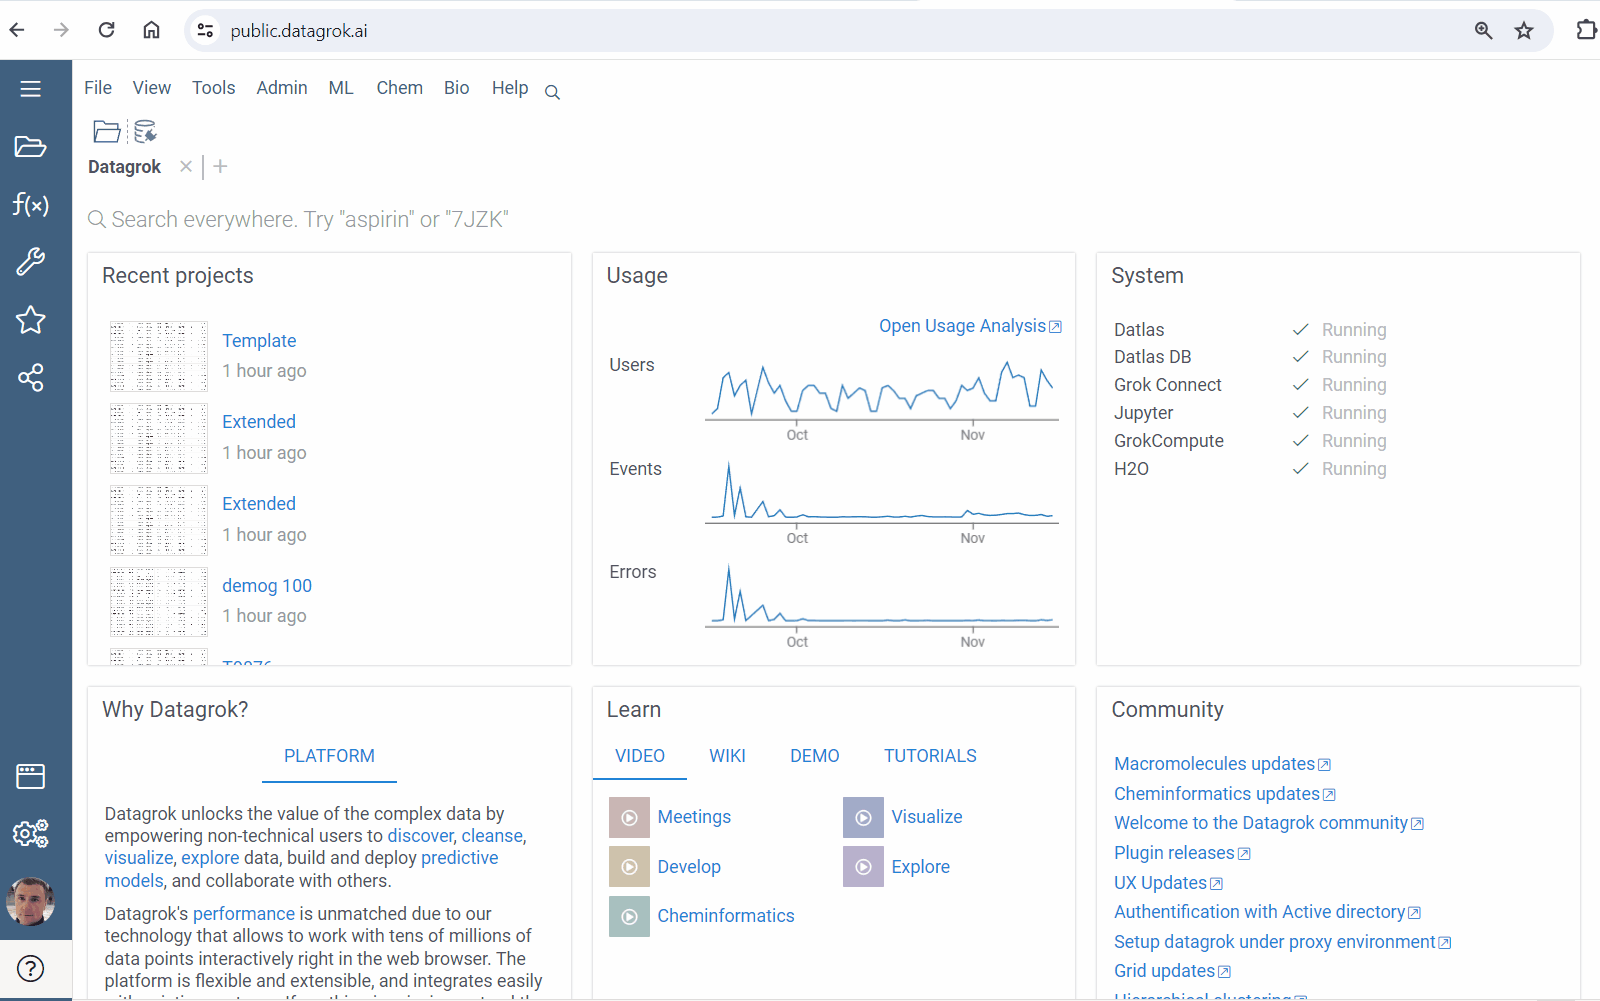 public.datagrok.ai
File View Tools Admin ML Chem Bio Help
Datagrok
Search everywhere. Try "aspirin" or "7JZK"
Recent projects
Template
1 hour ago
Extended
1 hour ago
Extended
1 hour ago
demog 100
1 hour ago
Usage
Open Usage Analysis
Users
Oct Nov
Events
Oct Nov
Errors
Oct Nov
System
Datlas Running
Datlas DB Running
Grok Connect Running
Jupyter Running
GrokCompute Running
H2O Running
Why Datagrok?
PLATFORM
Datagrok unlocks the value of the complex data by
empowering non-technical users to discover, cleanse,
visualize, explore data, build and deploy predictive
models, and collaborate with others.
Datagrok's performance is unmatched due to our
technology that allows to work with tens of millions of
data points interactively right in the web browser. The
platform is flexible and extensible, and integrates easily
Learn
VIDEO WIKI DEMO TUTORIALS
Meetings Visualize
Develop Explore
Cheminformatics
Community
Macromolecules updates
Cheminformatics updates
Welcome to the Datagrok community
Plugin releases
UX Updates
Authentification with Active directory
Setup datagrok under proxy environment
Grid updates
Hierarchical clustering
f(x)
?